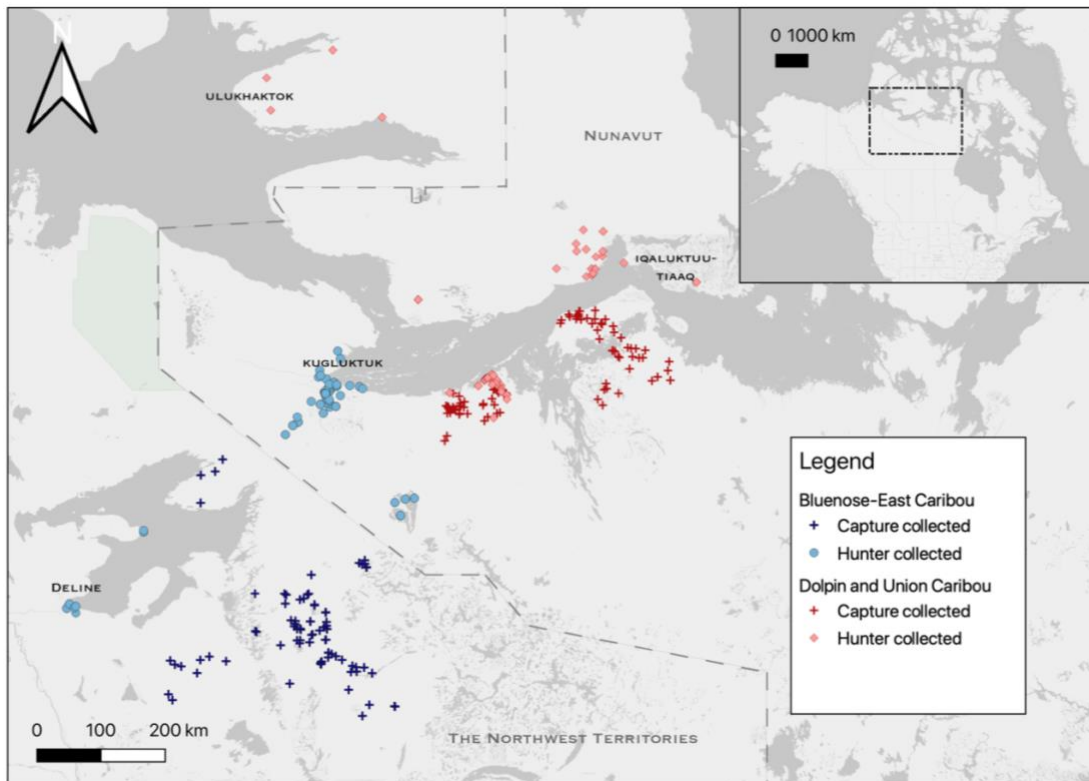 N
0 1000 km
ULUKHAKTOK
NUNAVUT
IQALUKTUU-
TIAAQ
KUGLUKTUK
DELINE
Legend
Bluenose-East Caribou
Capture collected
Hunter collected
Dolpin and Union Caribou
Capture collected
Hunter collected
0 100 200 km
THE NORTHWEST TERRITORIES